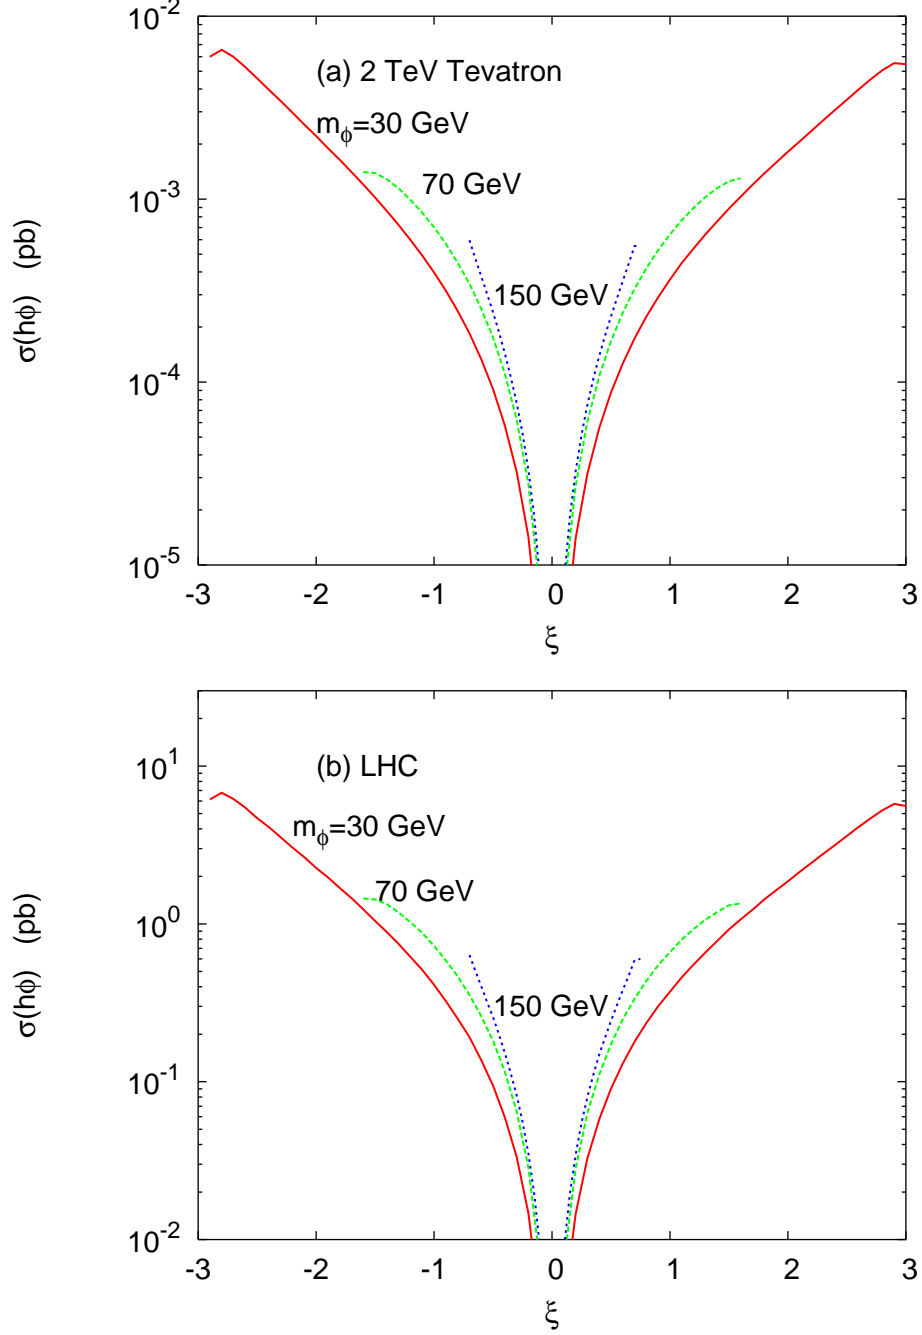 10^-2
(a) 2 TeV Tevatron
m_ϕ=30 GeV
70 GeV
10^-3
150 GeV
σ(hϕ) (pb)
10^-4
10^-5
-3 -2 -1 0 1 2 3
ξ
(b) LHC
10^1
m_ϕ=30 GeV
70 GeV
10^0
σ(hϕ) (pb)
150 GeV
10^-1
10^-2
-3 -2 -1 0 1 2 3
ξ